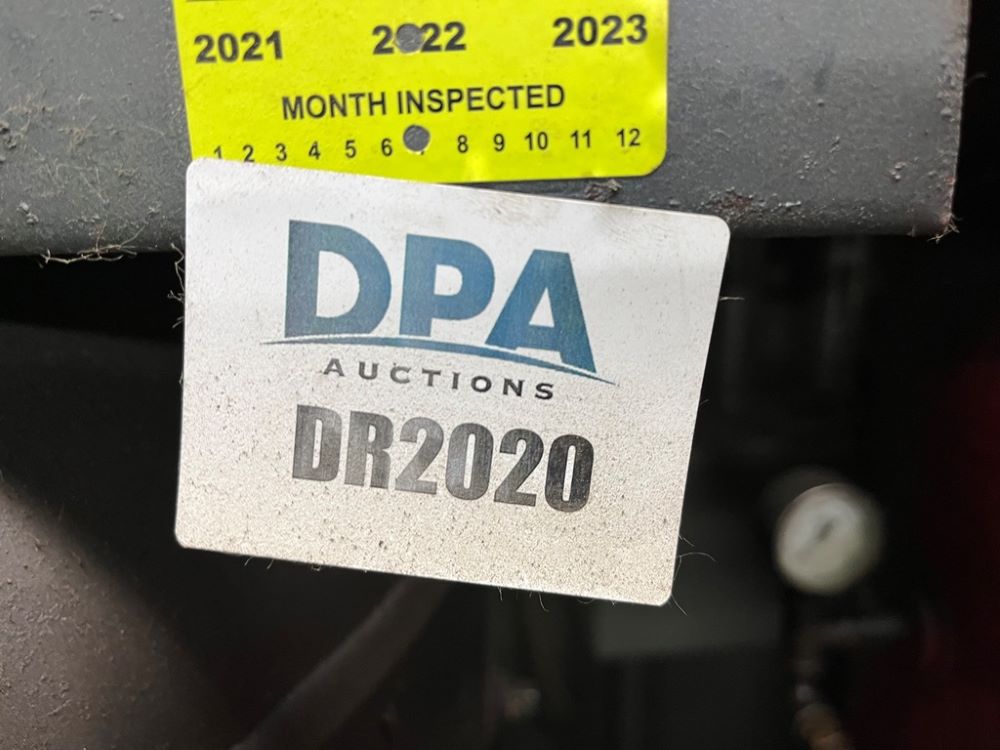 2021 2022 2023
MONTH INSPECTED
1 2 3 4 5 6 7 8 9 10 11 12
DPA
AUCTIONS
DR2020